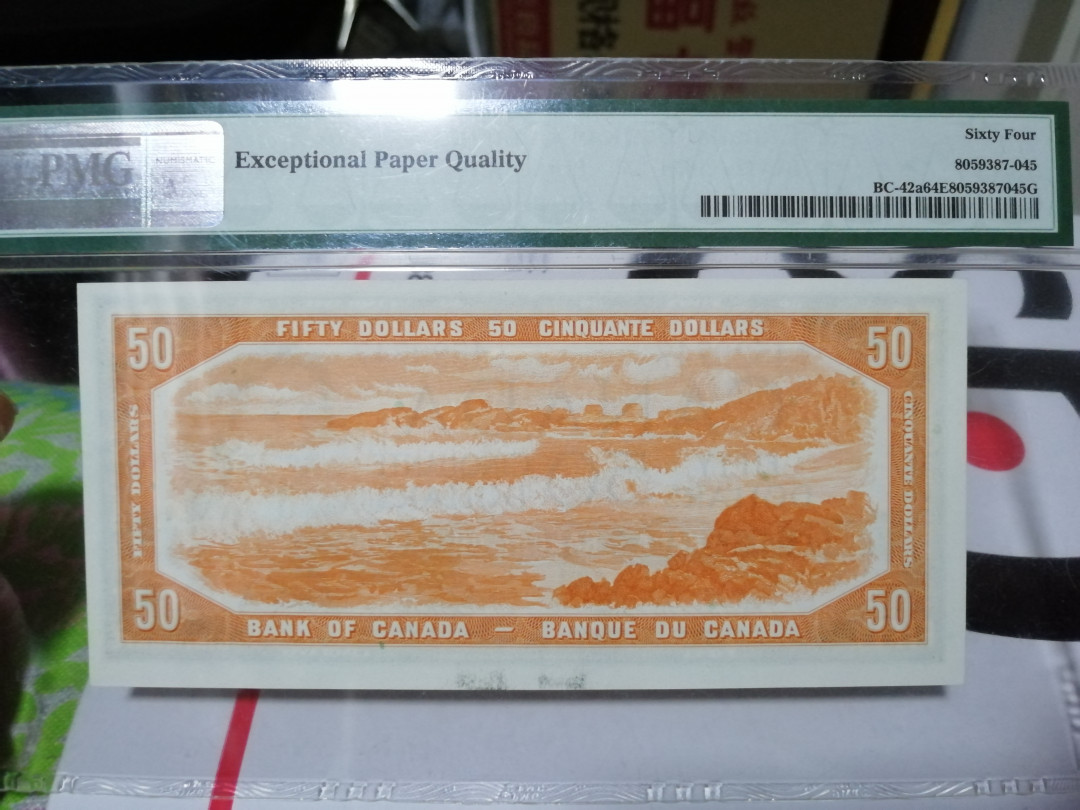 PMG
NUMISMATIC
Exceptional Paper Quality
Sixty Four
8059387-045
BC-42a64E8059387045G
50 FIFTY DOLLARS 50 CINQUANTE DOLLARS 50
FIFTY DOLLARS
CINQUANTE DOLLARS
50 BANK OF CANADA — BANQUE DU CANADA 50